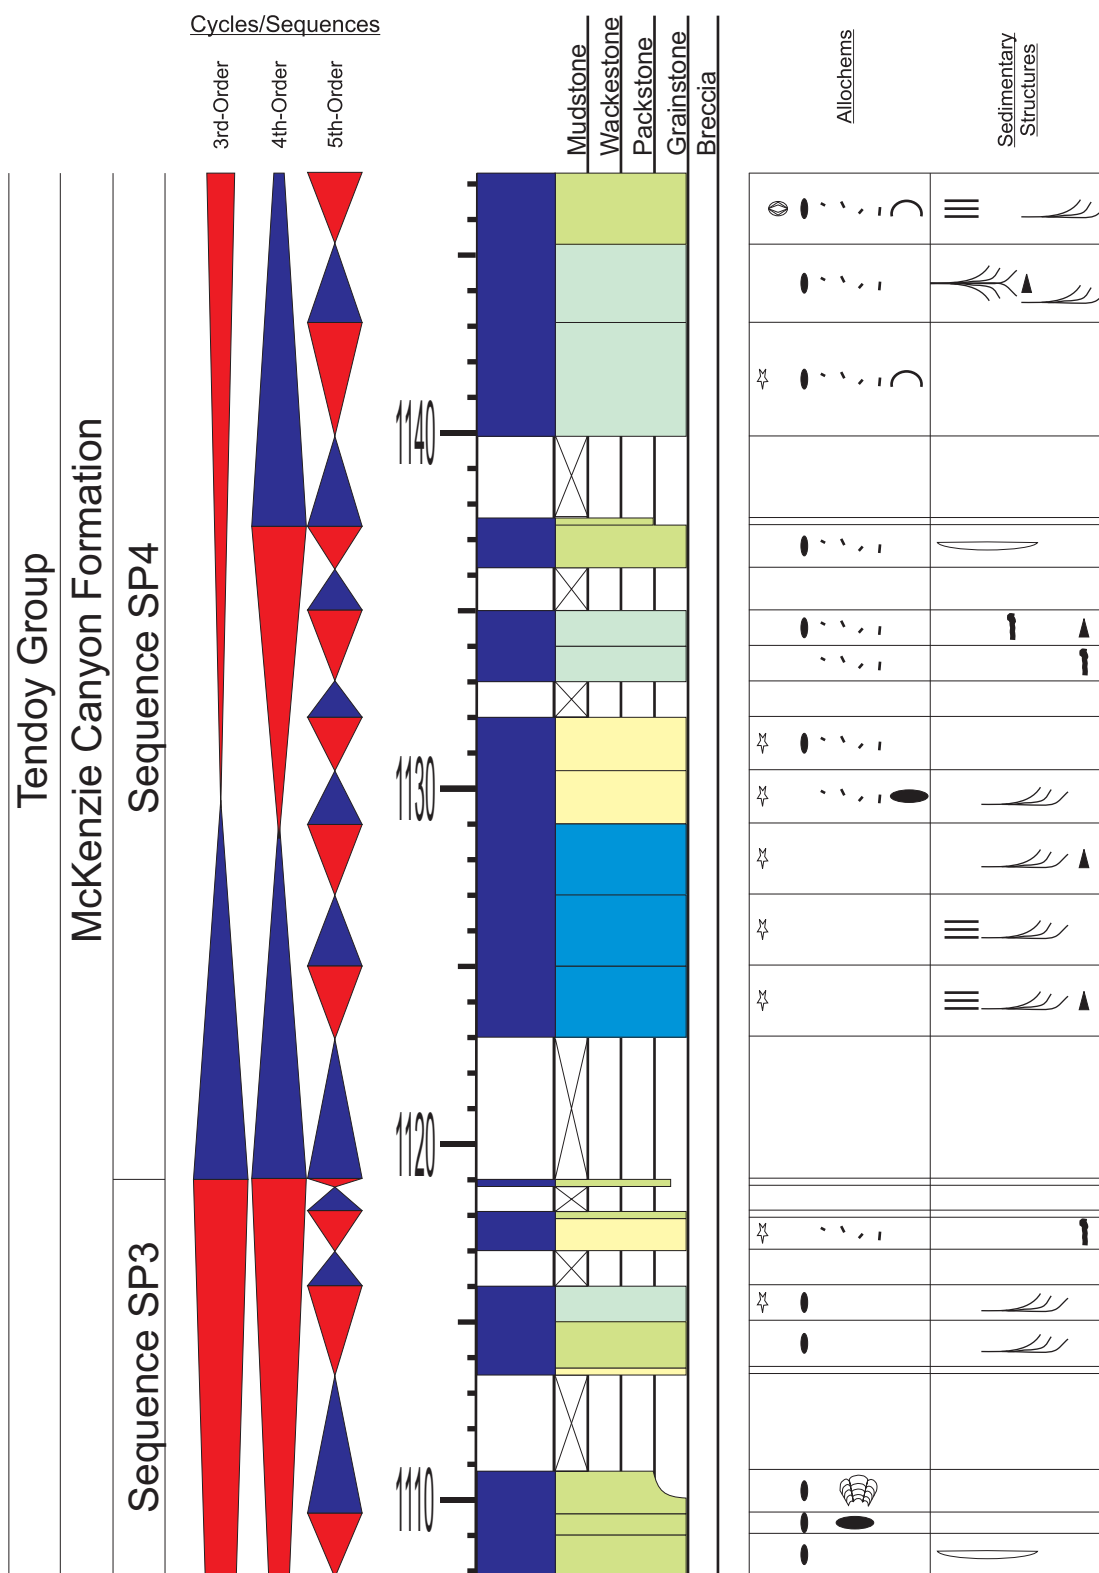 Cycles/Sequences
3rd-Order
4th-Order
5th-Order
Mudstone
Wackestone
Packstone
Grainstone
Breccia
Allochems
Sedimentary
Structures
Tendoy Group
McKenzie Canyon Formation
Sequence SP4
Sequence SP3
1140
1130
1120
1110